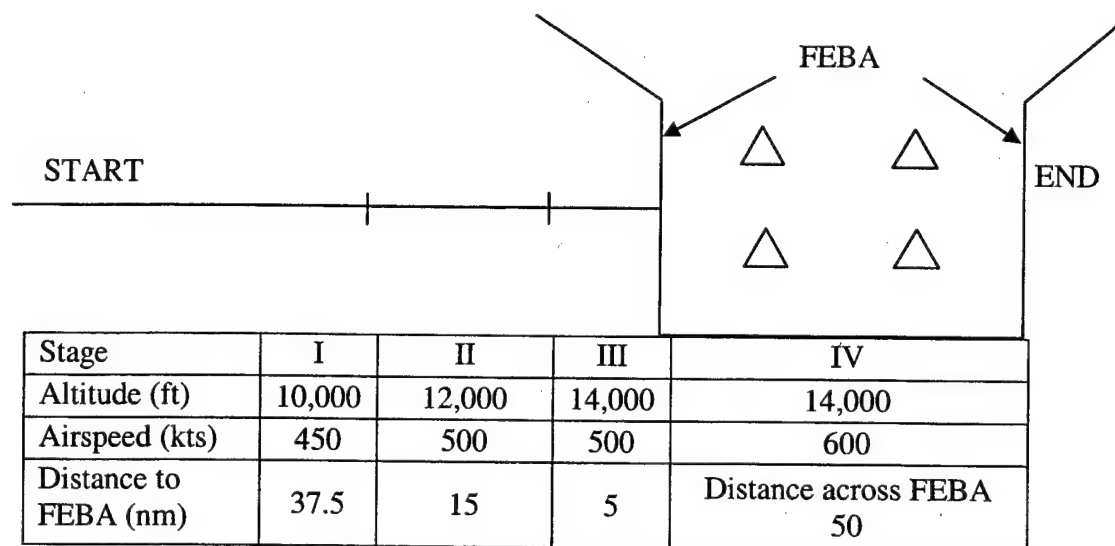 FEBA
START
END
Stage I II III IV
Altitude (ft) 10,000 12,000 14,000 14,000
Airspeed (kts) 450 500 500 600
Distance to FEBA (nm) 37.5 15 5 Distance across FEBA 50